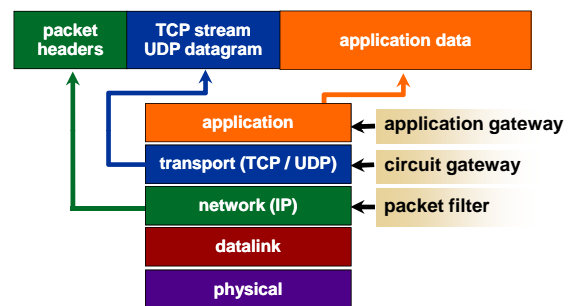 packet
headers
TCP stream
UDP datagram
application data
application
application gateway
transport (TCP / UDP)
circuit gateway
network (IP)
packet filter
datalink
physical